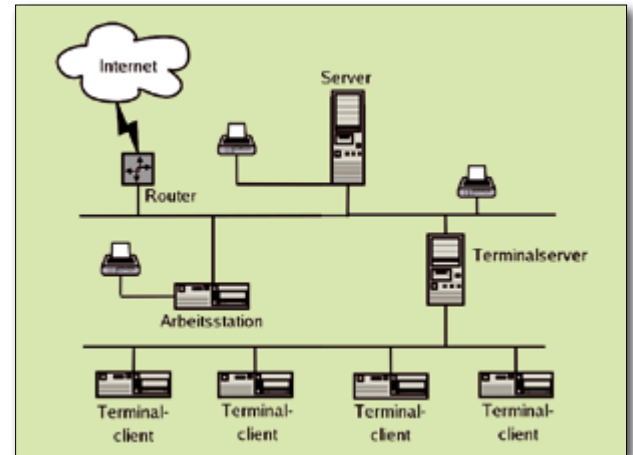 Internet
Server
Router
Terminalserver
Arbeitsstation
Terminal-
client
Terminal-
client
Terminal-
client
Terminal-
client